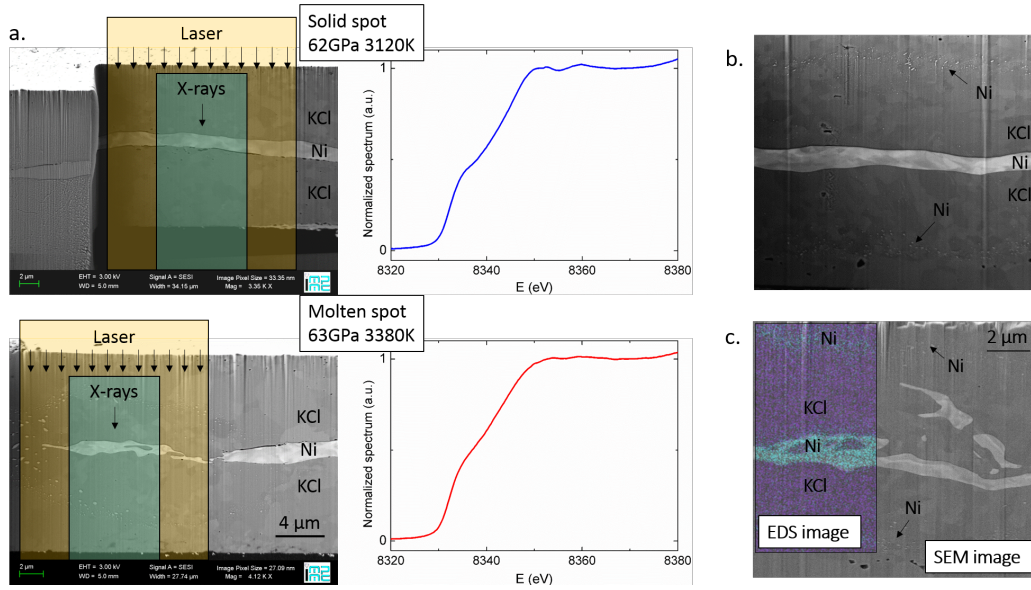 a.
Laser
X-rays
KCl
Ni
KCl
2 µm
EHT = 3.00 kV
WD = 5.0 mm
Signal A = SESI
Width = 34.15 µm
Image Pixel Size = 33.35 nm
Mag = 3.35 K X
Solid spot
62GPa 3120K
Normalized spectrum (a.u.)
1
0
8320
8340
8360
8380
E (eV)
Laser
X-rays
KCl
Ni
KCl
4 µm
2 µm
EHT = 3.00 kV
WD = 5.0 mm
Signal A = SESI
Width = 27.74 µm
Image Pixel Size = 27.09 nm
Mag = 4.12 K X
Molten spot
63GPa 3380K
Normalized spectrum (a.u.)
1
0
8320
8340
8360
8380
E (eV)
b.
Ni
KCl
Ni
KCl
Ni
c.
Ni
KCl
Ni
KCl
EDS image
2 µm
Ni
Ni
SEM image